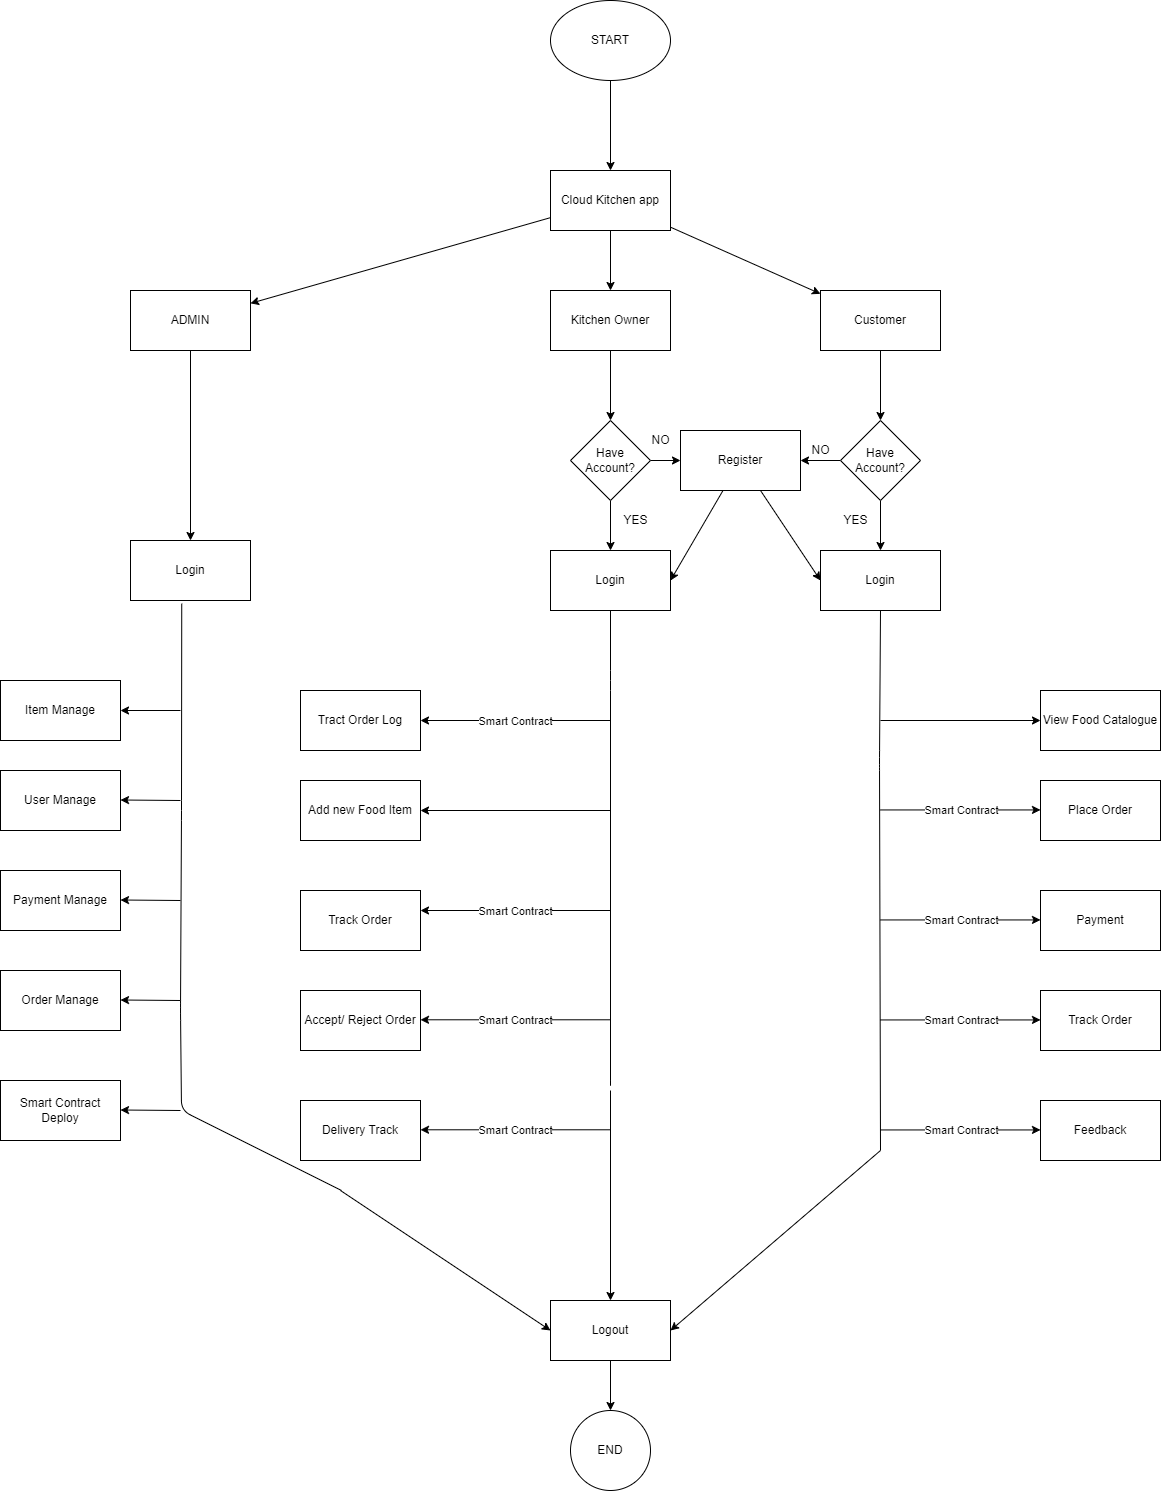 START
Cloud Kitchen app
ADMIN
Kitchen Owner
Customer
Have
Account?
NO
Register
NO
Have
Account?
YES
YES
Login
Login
Login
Item Manage
Tract Order Log
Smart Contract
View Food Catalogue
User Manage
Add new Food Item
Smart Contract
Place Order
Payment Manage
Track Order
Smart Contract
Smart Contract
Payment
Order Manage
Accept/ Reject Order
Smart Contract
Smart Contract
Track Order
Smart Contract
Deploy
Delivery Track
Smart Contract
Smart Contract
Feedback
Logout
END